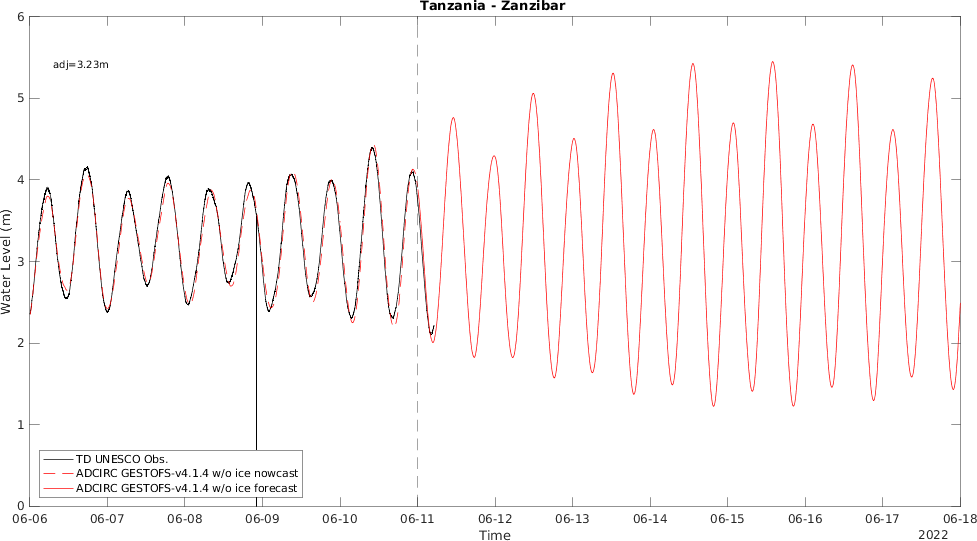 Tanzania - Zanzibar
adj=3.23m
Water Level (m)
6
5
4
3
2
1
0
TD UNESCO Obs.
ADCIRC GESTOFS-v4.1.4 w/o ice nowcast
ADCIRC GESTOFS-v4.1.4 w/o ice forecast
06-06 06-07 06-08 06-09 06-10 06-11 06-12 06-13 06-14 06-15 06-16 06-17 06-18
Time
2022